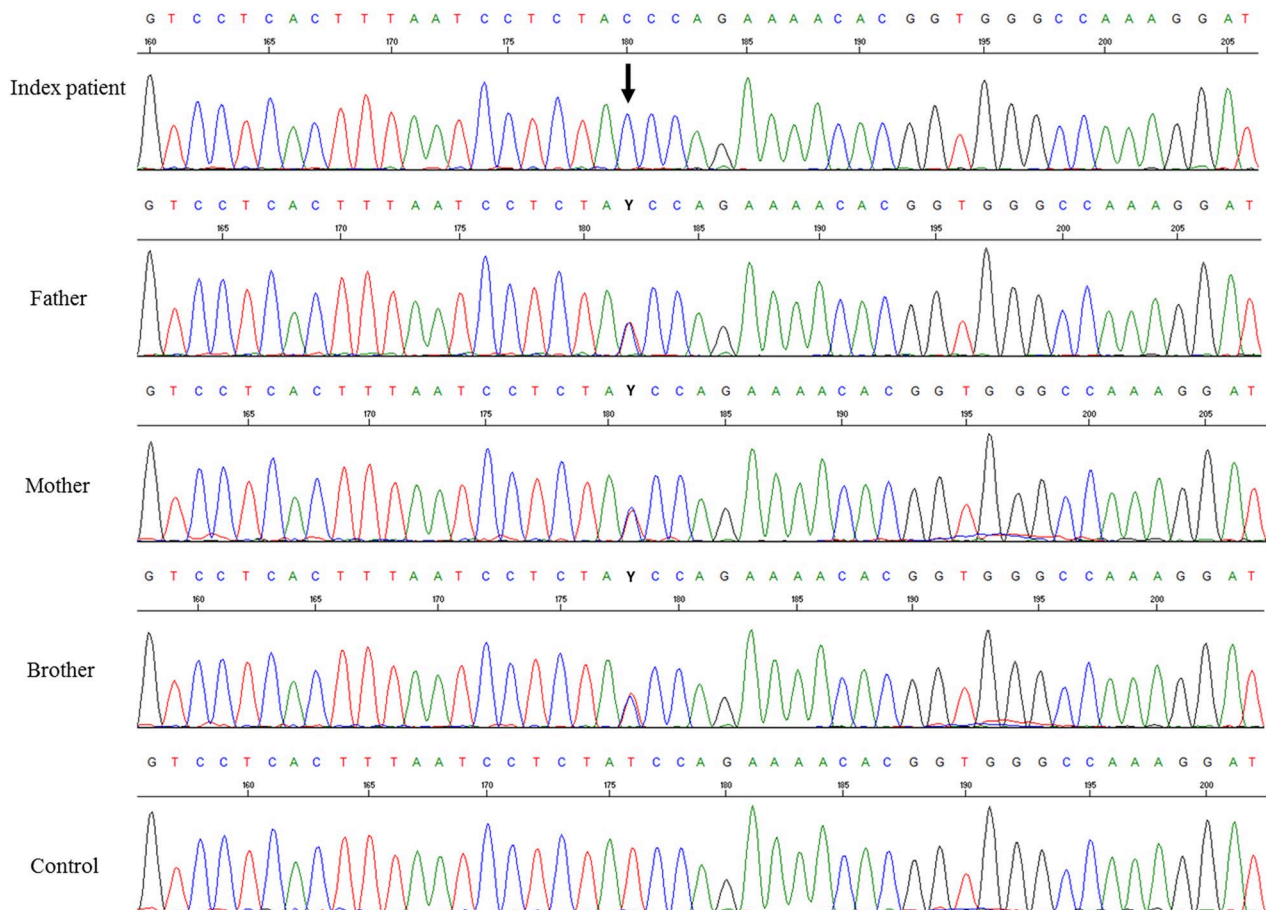 G T C C T C A C T T T A A T C C T C T A C C C A G A A A A C A C G G T G G G C C A A A G G A T
160 165 170 175 180 185 190 195 200 205
Index patient
G T C C T C A C T T T A A T C C T C T A Y C C A G A A A A C A C G G T G G G C C A A A G G A T
165 170 175 180 185 190 195 200 205
Father
G T C C T C A C T T T A A T C C T C T A Y C C A G A A A A C A C G G T G G G C C A A A G G A T
165 170 175 180 185 190 195 200 205
Mother
G T C C T C A C T T T A A T C C T C T A Y C C A G A A A A C A C G G T G G G C C A A A G G A T
160 165 170 175 180 185 190 195 200
Brother
G T C C T C A C T T T A A T C C T C T A T C C A G A A A A C A C G G T G G G C C A A A G G A T
160 165 170 175 180 185 190 195 200
Control